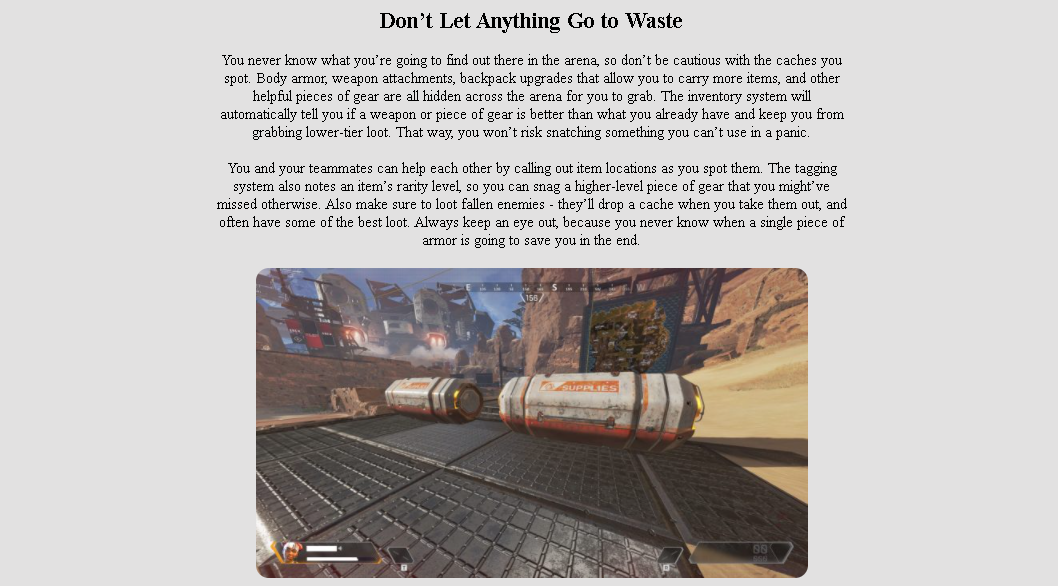 Don’t Let Anything Go to Waste
You never know what you’re going to find out there in the arena, so don’t be cautious with the caches you
spot. Body armor, weapon attachments, backpack upgrades that allow you to carry more items, and other
helpful pieces of gear are all hidden across the arena for you to grab. The inventory system will
automatically tell you if a weapon or piece of gear is better than what you already have and keep you from
grabbing lower-tier loot. That way, you won’t risk snatching something you can’t use in a panic.
You and your teammates can help each other by calling out item locations as you spot them. The tagging
system also notes an item’s rarity level, so you can snag a higher-level piece of gear that you might’ve
missed otherwise. Also make sure to loot fallen enemies - they’ll drop a cache when you take them out, and
often have some of the best loot. Always keep an eye out, because you never know when a single piece of
armor is going to save you in the end.
E S W
SUPPLIES